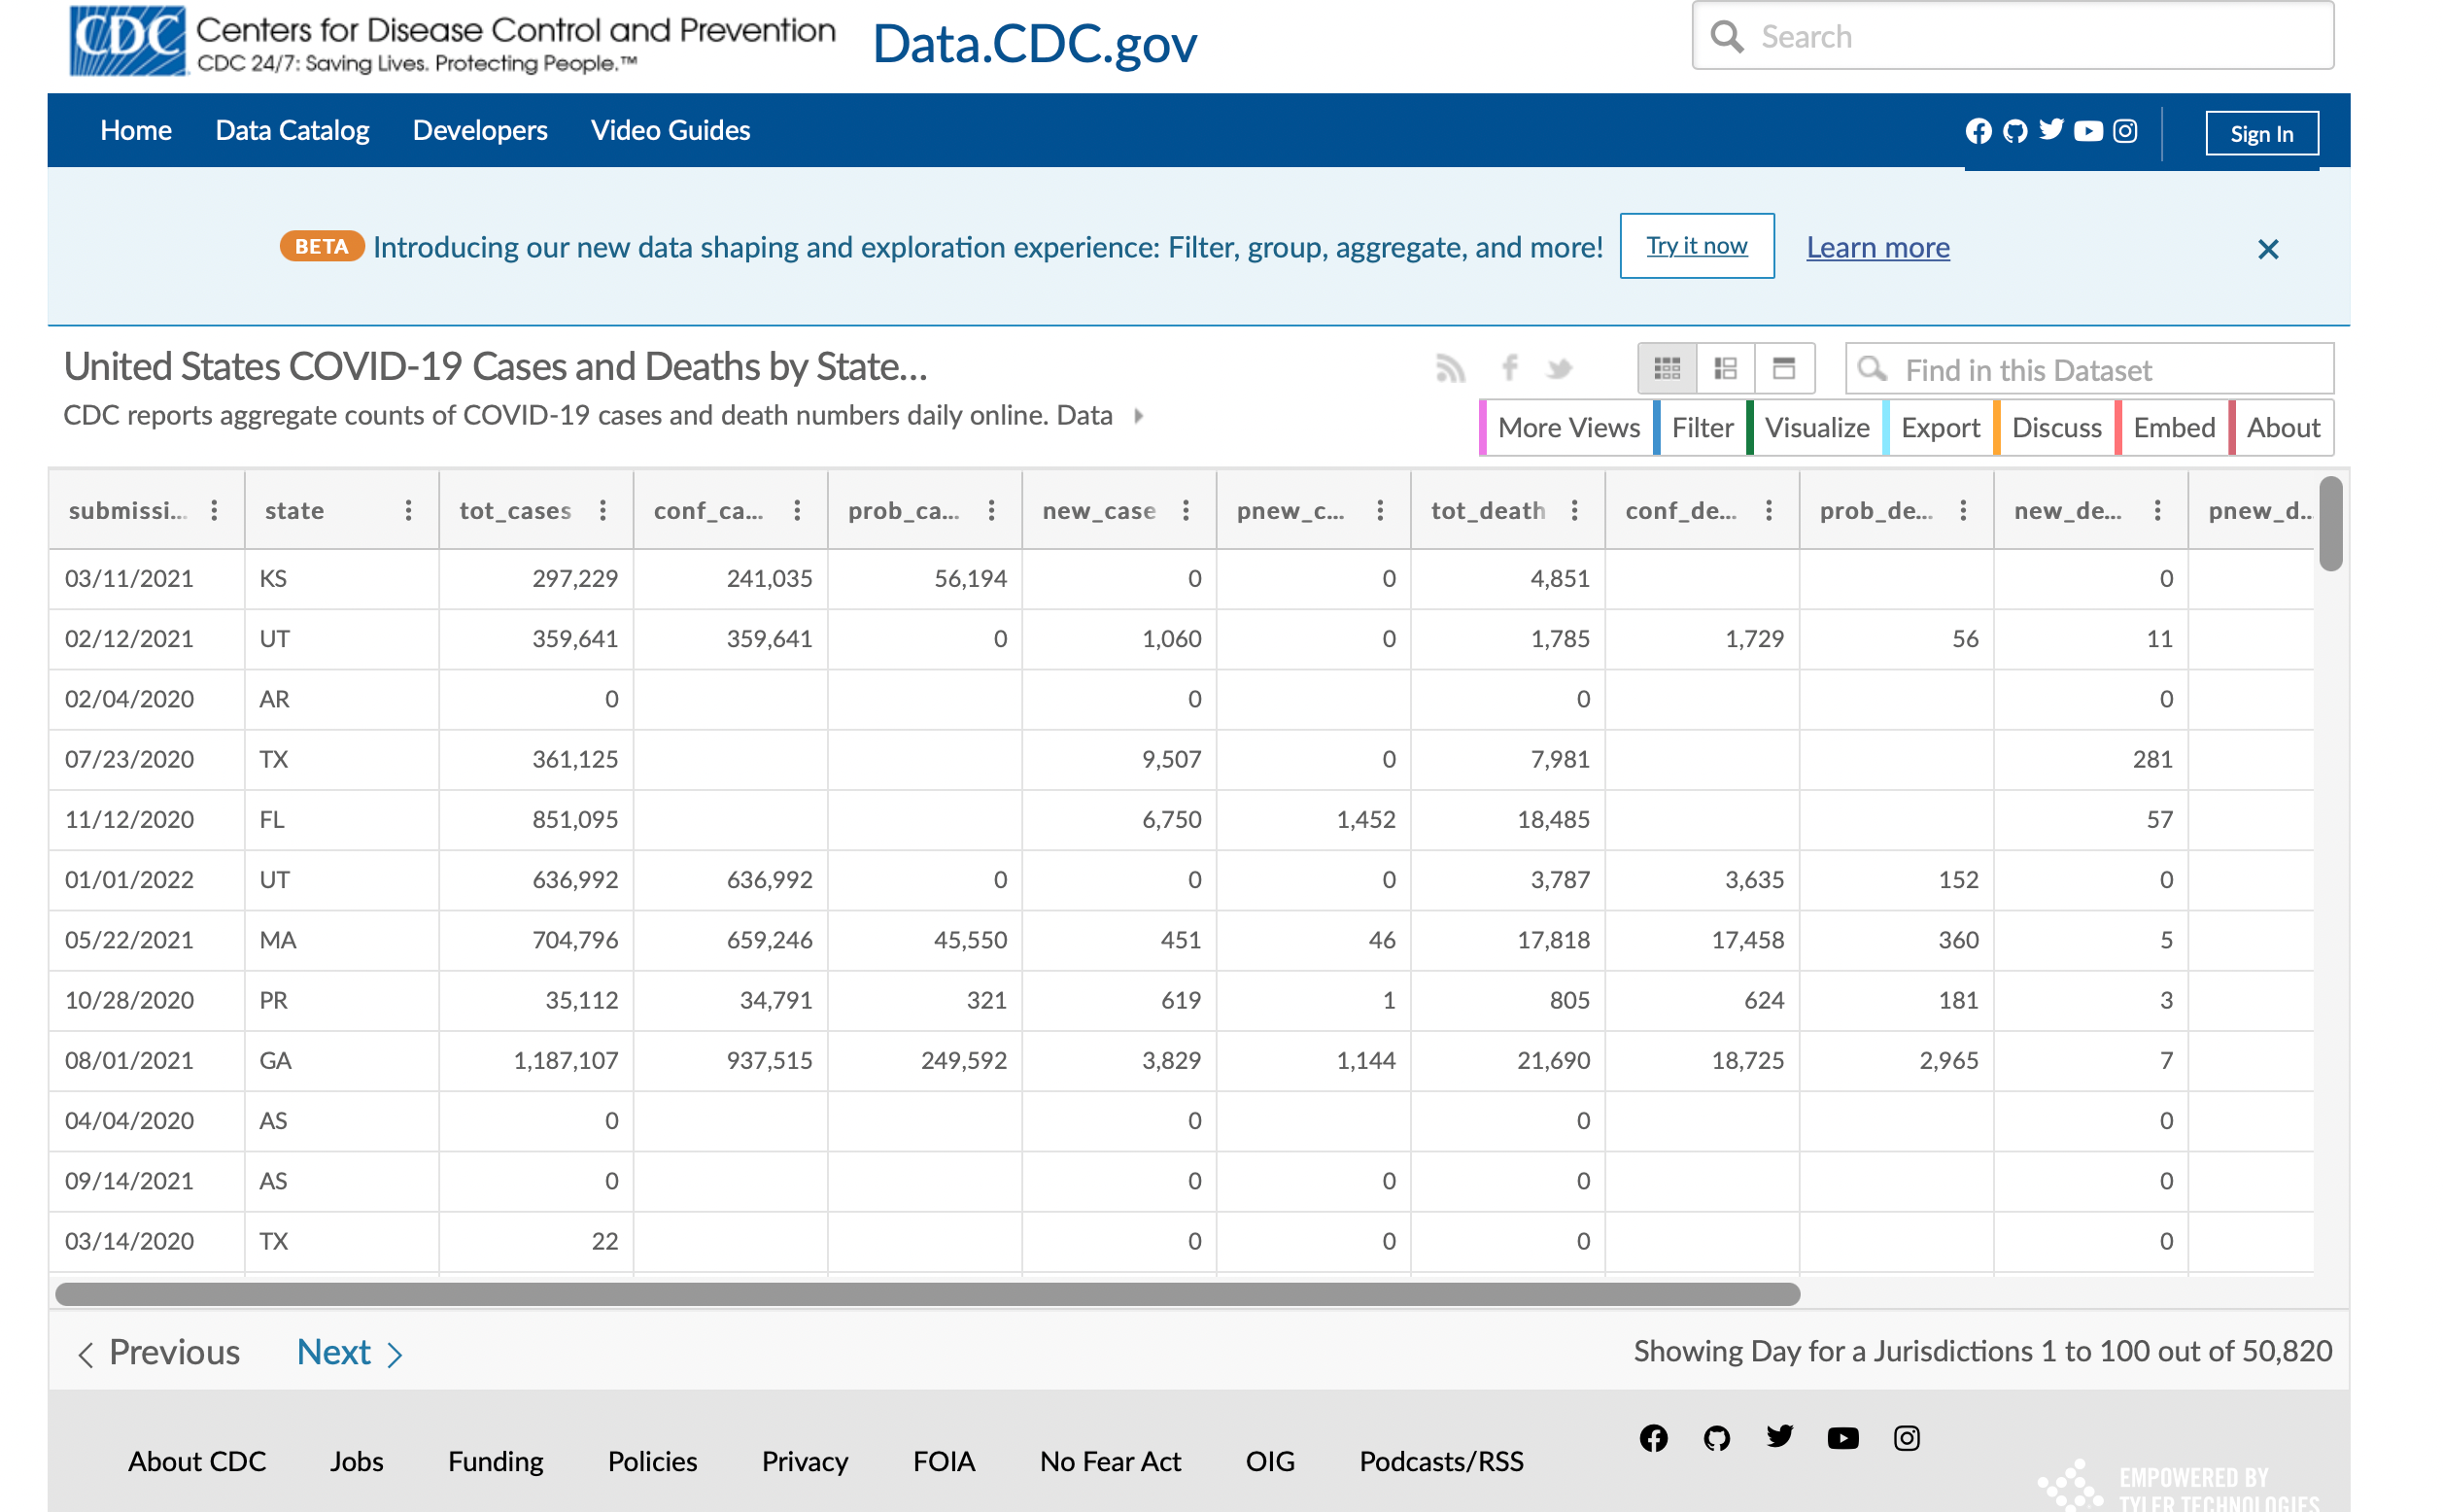 CDC Centers for Disease Control and Prevention
CDC 24/7: Saving Lives. Protecting People.™
Data.CDC.gov
Search
Home Data Catalog Developers Video Guides Sign In
BETA Introducing our new data shaping and exploration experience: Filter, group, aggregate, and more! Try it now Learn more
United States COVID-19 Cases and Deaths by State...
Find in this Dataset
CDC reports aggregate counts of COVID-19 cases and death numbers daily online. Data
More Views Filter Visualize Export Discuss Embed About
submissi... state tot_cases conf_ca... prob_ca... new_case pnew_c... tot_death conf_de... prob_de... new_de... pnew_d..
03/11/2021 KS 297,229 241,035 56,194 0 0 4,851 0
02/12/2021 UT 359,641 359,641 0 1,060 0 1,785 1,729 56 11
02/04/2020 AR 0 0 0 0
07/23/2020 TX 361,125 9,507 0 7,981 281
11/12/2020 FL 851,095 6,750 1,452 18,485 57
01/01/2022 UT 636,992 636,992 0 0 0 3,787 3,635 152 0
05/22/2021 MA 704,796 659,246 45,550 451 46 17,818 17,458 360 5
10/28/2020 PR 35,112 34,791 321 619 1 805 624 181 3
08/01/2021 GA 1,187,107 937,515 249,592 3,829 1,144 21,690 18,725 2,965 7
04/04/2020 AS 0 0 0 0
09/14/2021 AS 0 0 0 0 0
03/14/2020 TX 22 0 0 0 0
Previous Next Showing Day for a Jurisdictions 1 to 100 out of 50,820
About CDC Jobs Funding Policies Privacy FOIA No Fear Act OIG Podcasts/RSS
EMPOWERED BY
TYLER TECHNOLOGIES